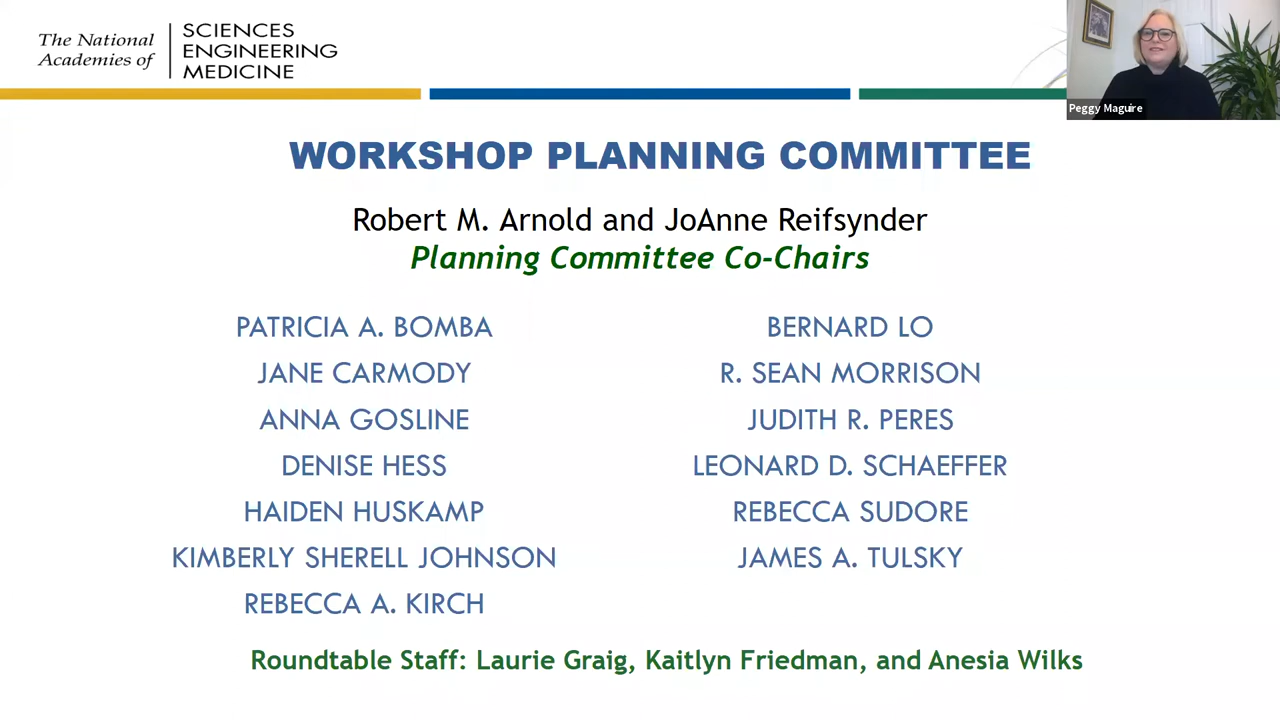 The National
Academies of
SCIENCES
ENGINEERING
MEDICINE
Peggy Maguire
WORKSHOP PLANNING COMMITTEE
Robert M. Arnold and JoAnne Reifsynder
Planning Committee Co-Chairs
PATRICIA A. BOMBA
JANE CARMODY
ANNA GOSLINE
DENISE HESS
HAIDEN HUSKAMP
KIMBERLY SHERELL JOHNSON
REBECCA A. KIRCH
BERNARD LO
R. SEAN MORRISON
JUDITH R. PERES
LEONARD D. SCHAEFFER
REBECCA SUDORE
JAMES A. TULSKY
Roundtable Staff: Laurie Graig, Kaitlyn Friedman, and Anesia Wilks